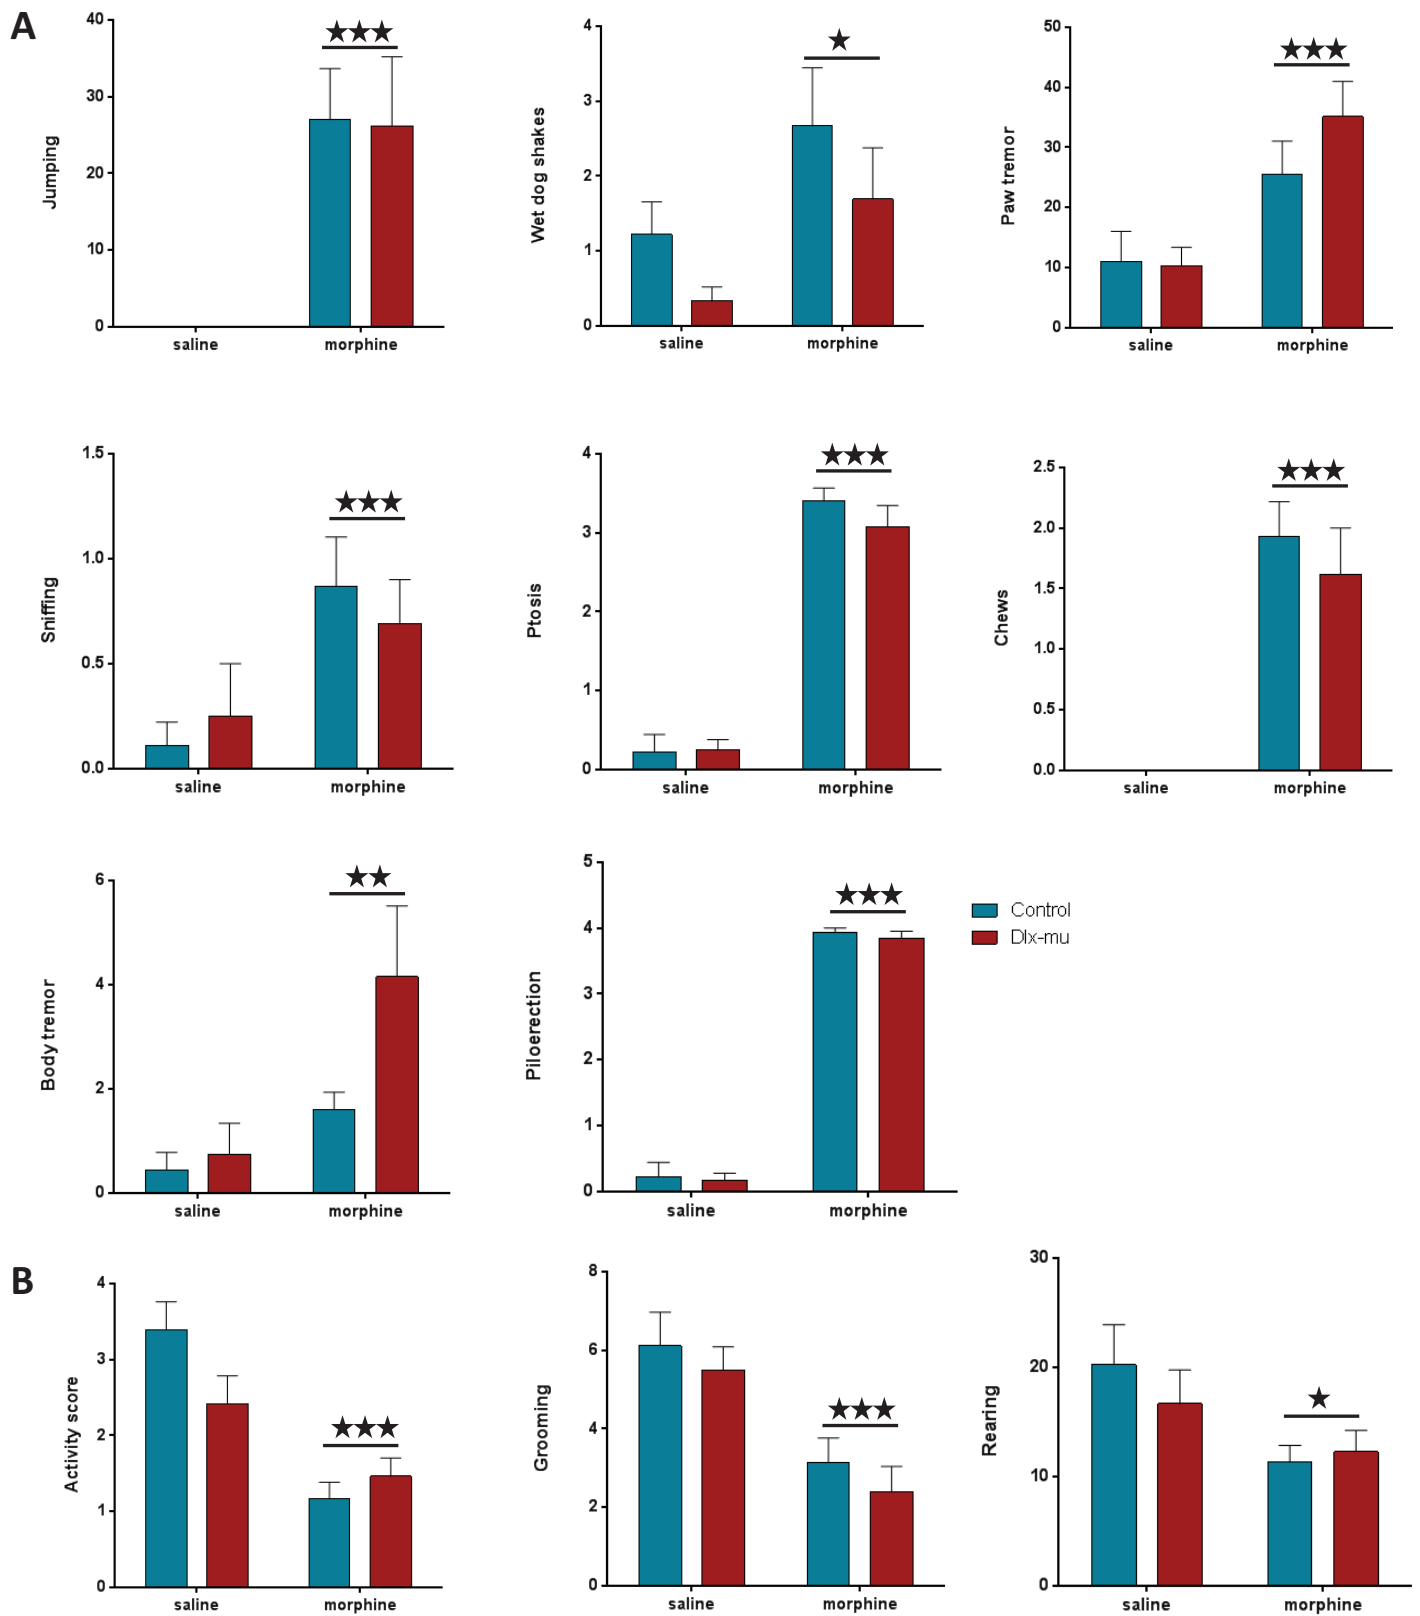 A
Jumping
40
30
20
10
0
★★★
saline
morphine
Wet dog shakes
4
3
2
1
0
★
saline
morphine
Paw tremor
50
40
30
20
10
0
★★★
saline
morphine
Sniffing
1.5
1.0
0.5
0.0
★★★
saline
morphine
Ptosis
4
3
2
1
0
★★★
saline
morphine
Chews
2.5
2.0
1.5
1.0
0.5
0.0
★★★
saline
morphine
Body tremor
6
4
2
0
★★
saline
morphine
Piloerection
5
4
3
2
1
0
★★★
saline
morphine
Control
Dlx-mu
B
Activity score
4
3
2
1
0
★★★
saline
morphine
Grooming
8
6
4
2
0
★★★
saline
morphine
Rearing
30
20
10
0
★
saline
morphine